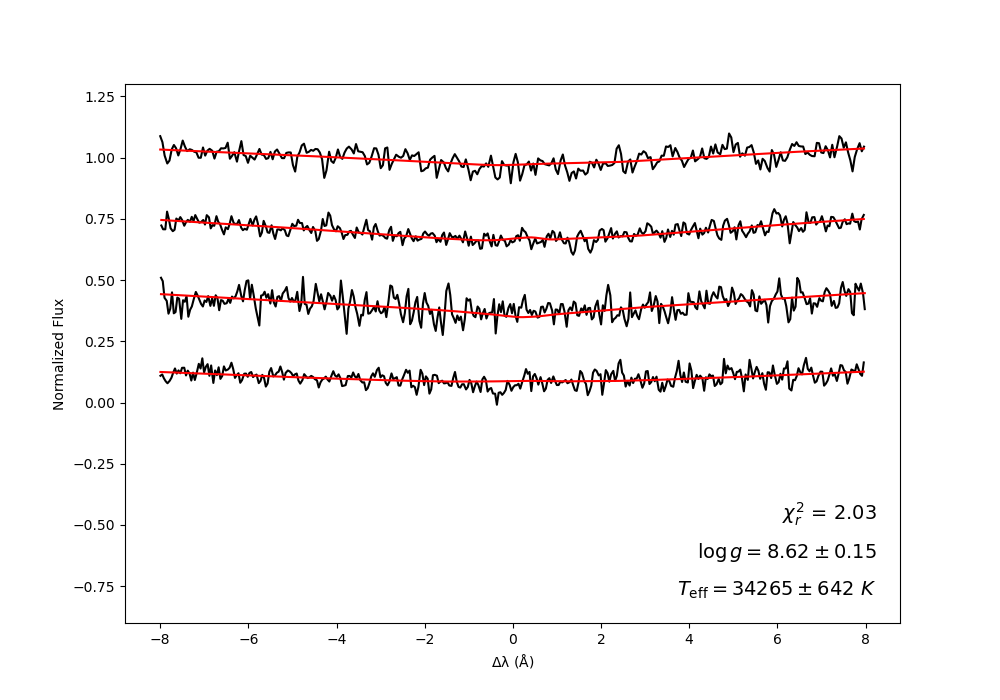 Normalized Flux
1.25
1.00
0.75
0.50
0.25
0.00
−0.25
−0.50
−0.75
χ²ᵣ = 2.03
log g = 8.62 ± 0.15
T_eff = 34265 ± 642 K
−8 −6 −4 −2 0 2 4 6 8
Δλ (Å)